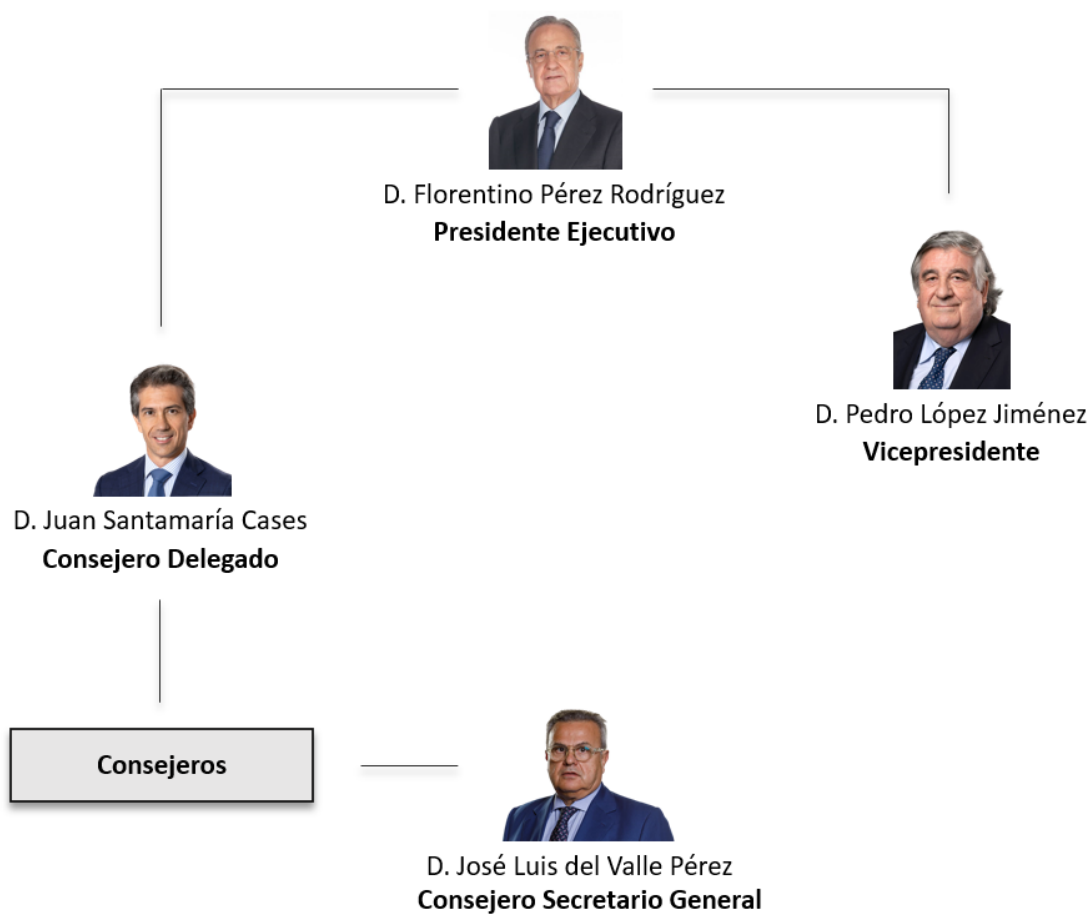 D. Florentino Pérez Rodríguez
Presidente Ejecutivo
D. Pedro López Jiménez
Vicepresidente
D. Juan Santamaría Cases
Consejero Delegado
Consejeros
D. José Luis del Valle Pérez
Consejero Secretario General